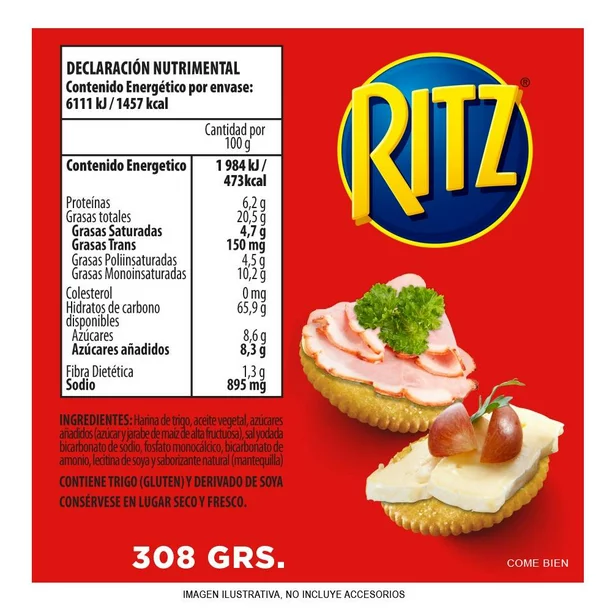 DECLARACIÓN NUTRIMENTAL
Contenido Energético por envase:
6111 kJ / 1457 kcal
Cantidad por
100 g
Contenido Energetico 1 984 kJ /
473kcal
Proteínas 6,2 g
Grasas totales 20,5 g
Grasas Saturadas 4,7 g
Grasas Trans 150 mg
Grasas Poliinsaturadas 4,5 g
Grasas Monoinsaturadas 10,2 g
Colesterol 0 mg
Hidratos de carbono 65,9 g
disponibles
Azúcares 8,6 g
Azúcares añadidos 8,3 g
Fibra Dietética 1,3 g
Sodio 895 mg
INGREDIENTES: Harina de trigo, aceite vegetal, azúcares
añadidos (azúcar y jarabe de maíz de alta fructuosa), sal yodada
bicarbonato de sodio, fosfato monocálcico, bicarbonato de
amonio, lecitina de soya y saborizante natural (mantequilla)
CONTIENE TRIGO (GLUTEN) Y DERIVADO DE SOYA
CONSÉRVESE EN LUGAR SECO Y FRESCO.
308 GRS.
RITZ®
COME BIEN
IMAGEN ILUSTRATIVA, NO INCLUYE ACCESORIOS